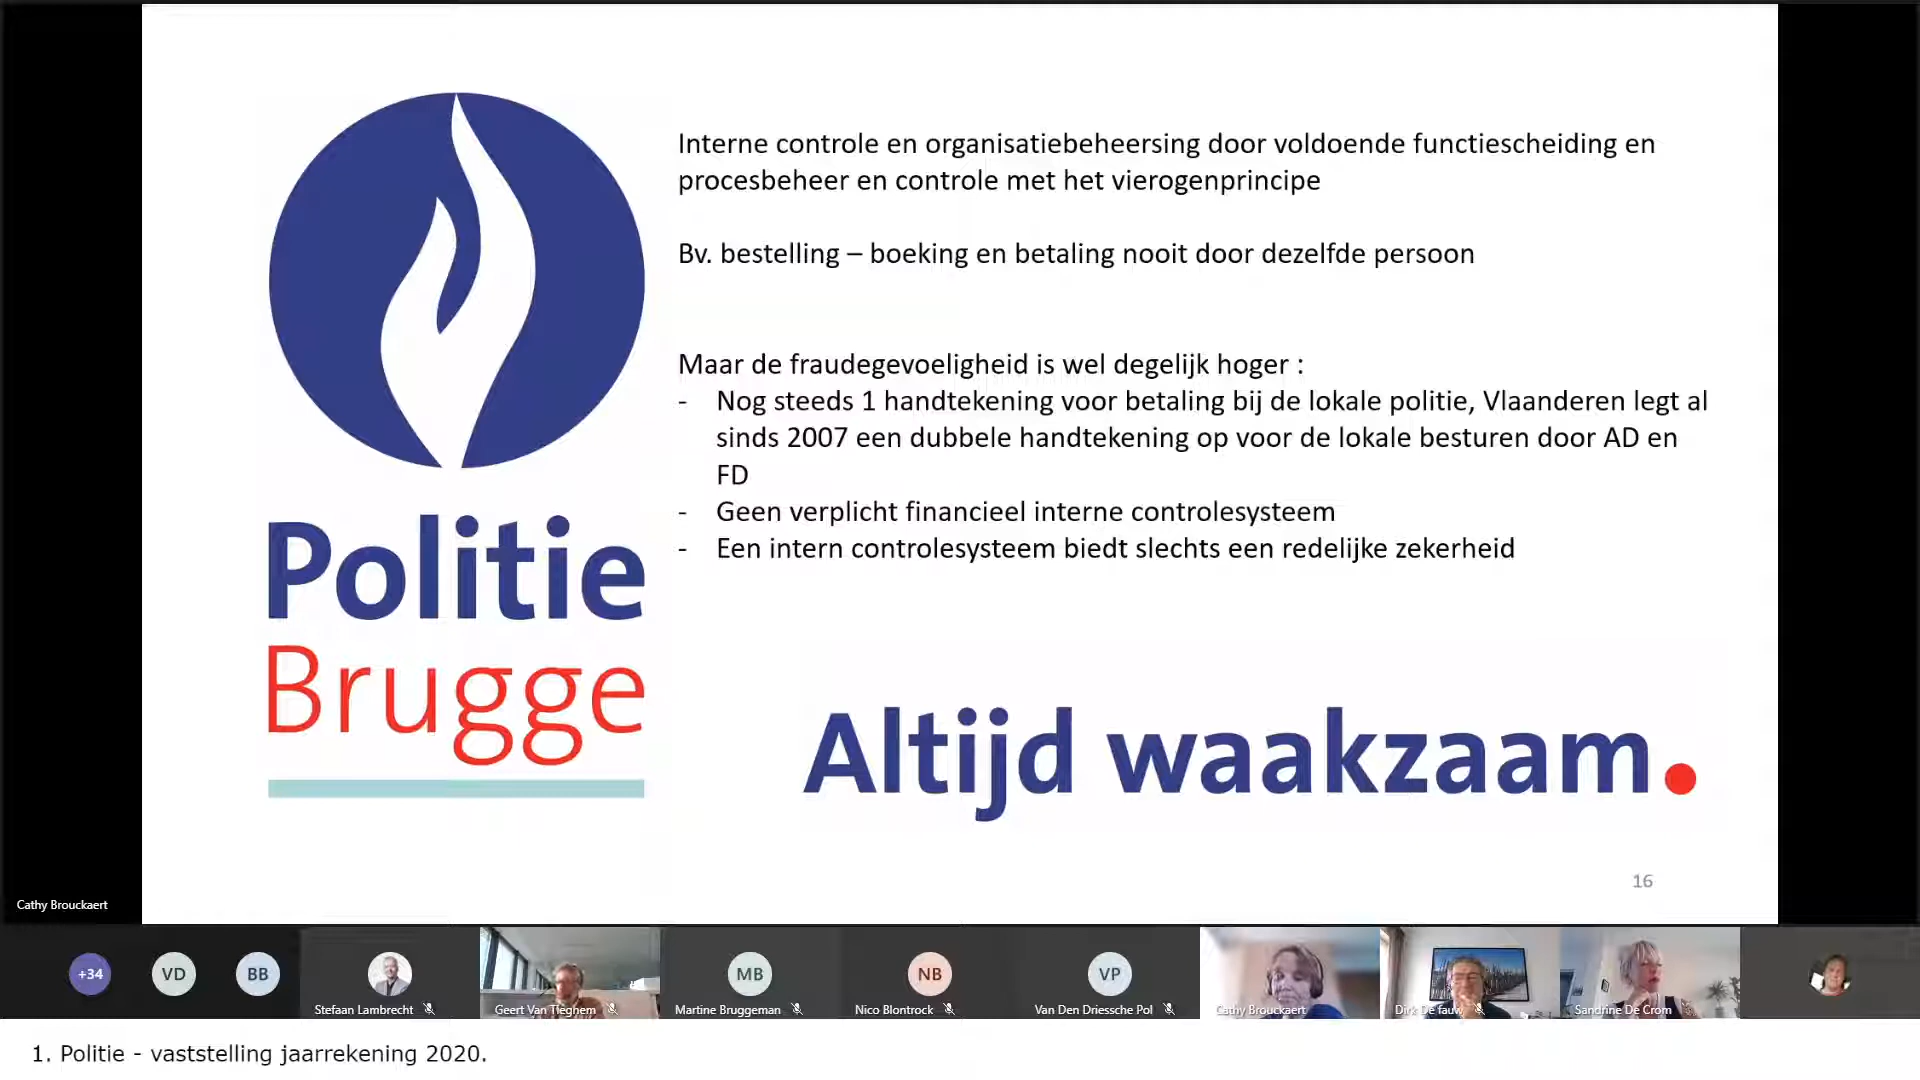 Interne controle en organisatiebeheersing door voldoende functiescheiding en
procesbeheer en controle met het vierogenprincipe
Bv. bestelling – boeking en betaling nooit door dezelfde persoon
Maar de fraudegevoeligheid is wel degelijk hoger :
- Nog steeds 1 handtekening voor betaling bij de lokale politie, Vlaanderen legt al
sinds 2007 een dubbele handtekening op voor de lokale besturen door AD en
FD
- Geen verplicht financieel interne controlesysteem
- Een intern controlesysteem biedt slechts een redelijke zekerheid
Politie
Brugge
Altijd waakzaam.
16
Cathy Brouckaert
+34
VD
BB
Stefaan Lambrecht
Geert Van Tieghem
MB
Martine Bruggeman
NB
Nico Blontrock
VP
Van Den Driessche Pol
Cathy Brouckaert
Dirk De fauw
Sandrine De Crom
1. Politie - vaststelling jaarrekening 2020.